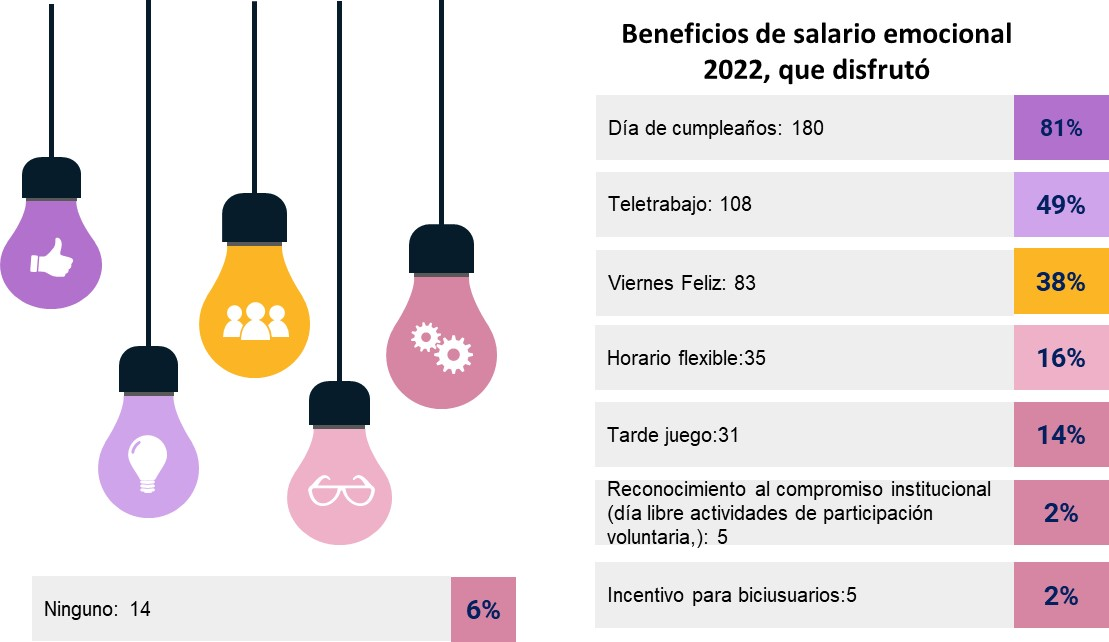 Beneficios de salario emocional
2022, que disfrutó
Día de cumpleaños: 180
81%
Teletrabajo: 108
49%
Viernes Feliz: 83
38%
Horario flexible:35
16%
Tarde juego:31
14%
Reconocimiento al compromiso institucional
(día libre actividades de participación
voluntaria,): 5
2%
Incentivo para biciusuarios:5
2%
Ninguno: 14
6%